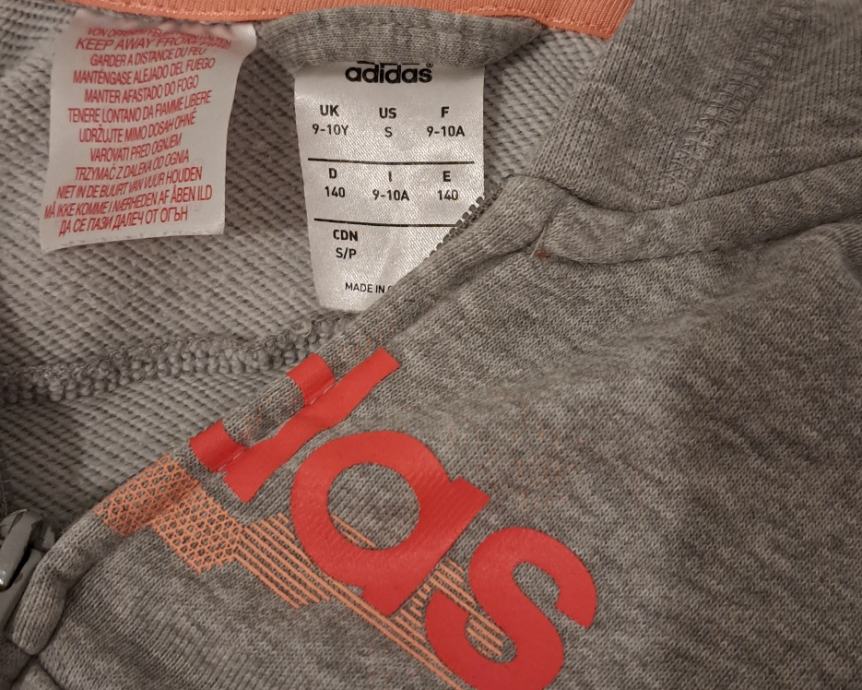 KEEP AWAY FROM
GARDER A DISTANCE DU FEU
MANTÉNGASE ALEJADO DEL FUEGO
MANTER AFASTADO DO FOGO
TENERE LONTANO DA FIAMME LIBERE
UDRŽUJTE MIMO DOSAH OHNĚ
VAROVATI PRED OGNJEM
TRZYMAĆ Z DALEKA OD OGNIA
NIET IN DE BUURT VAN VUUR HOUDEN
MÅ IKKE KOMME I NÆRHEDEN AF ÅBEN ILD
ДА СЕ ПАЗИ ДАЛЕЧ ОТ ОГЪН
adidas®
UK US F
9-10Y S 9-10A
D I E
140 9-10A 140
CDN
S/P
MADE IN
das